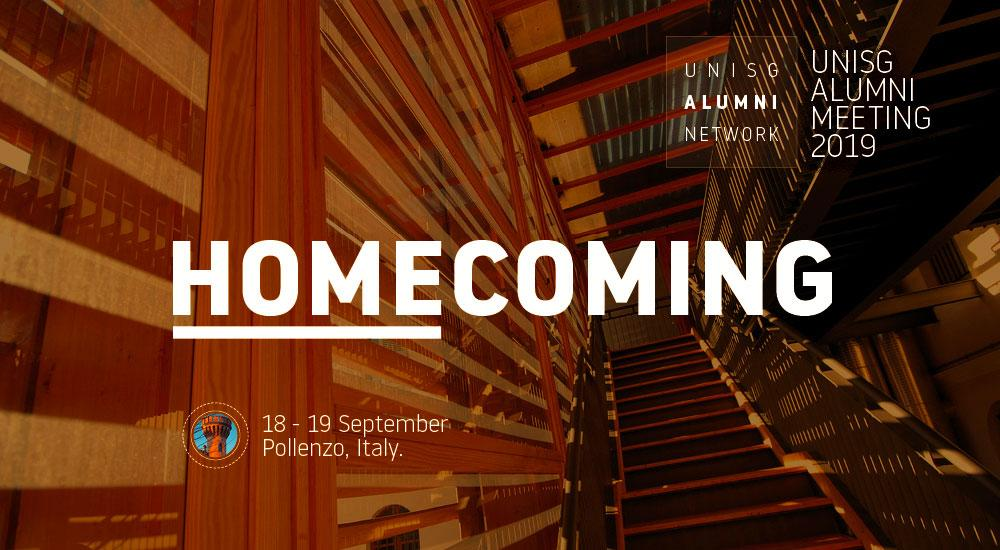 UNISG
ALUMNI
NETWORK
UNISG
ALUMNI
MEETING
2019
HOMECOMING
18 - 19 September
Pollenzo, Italy.